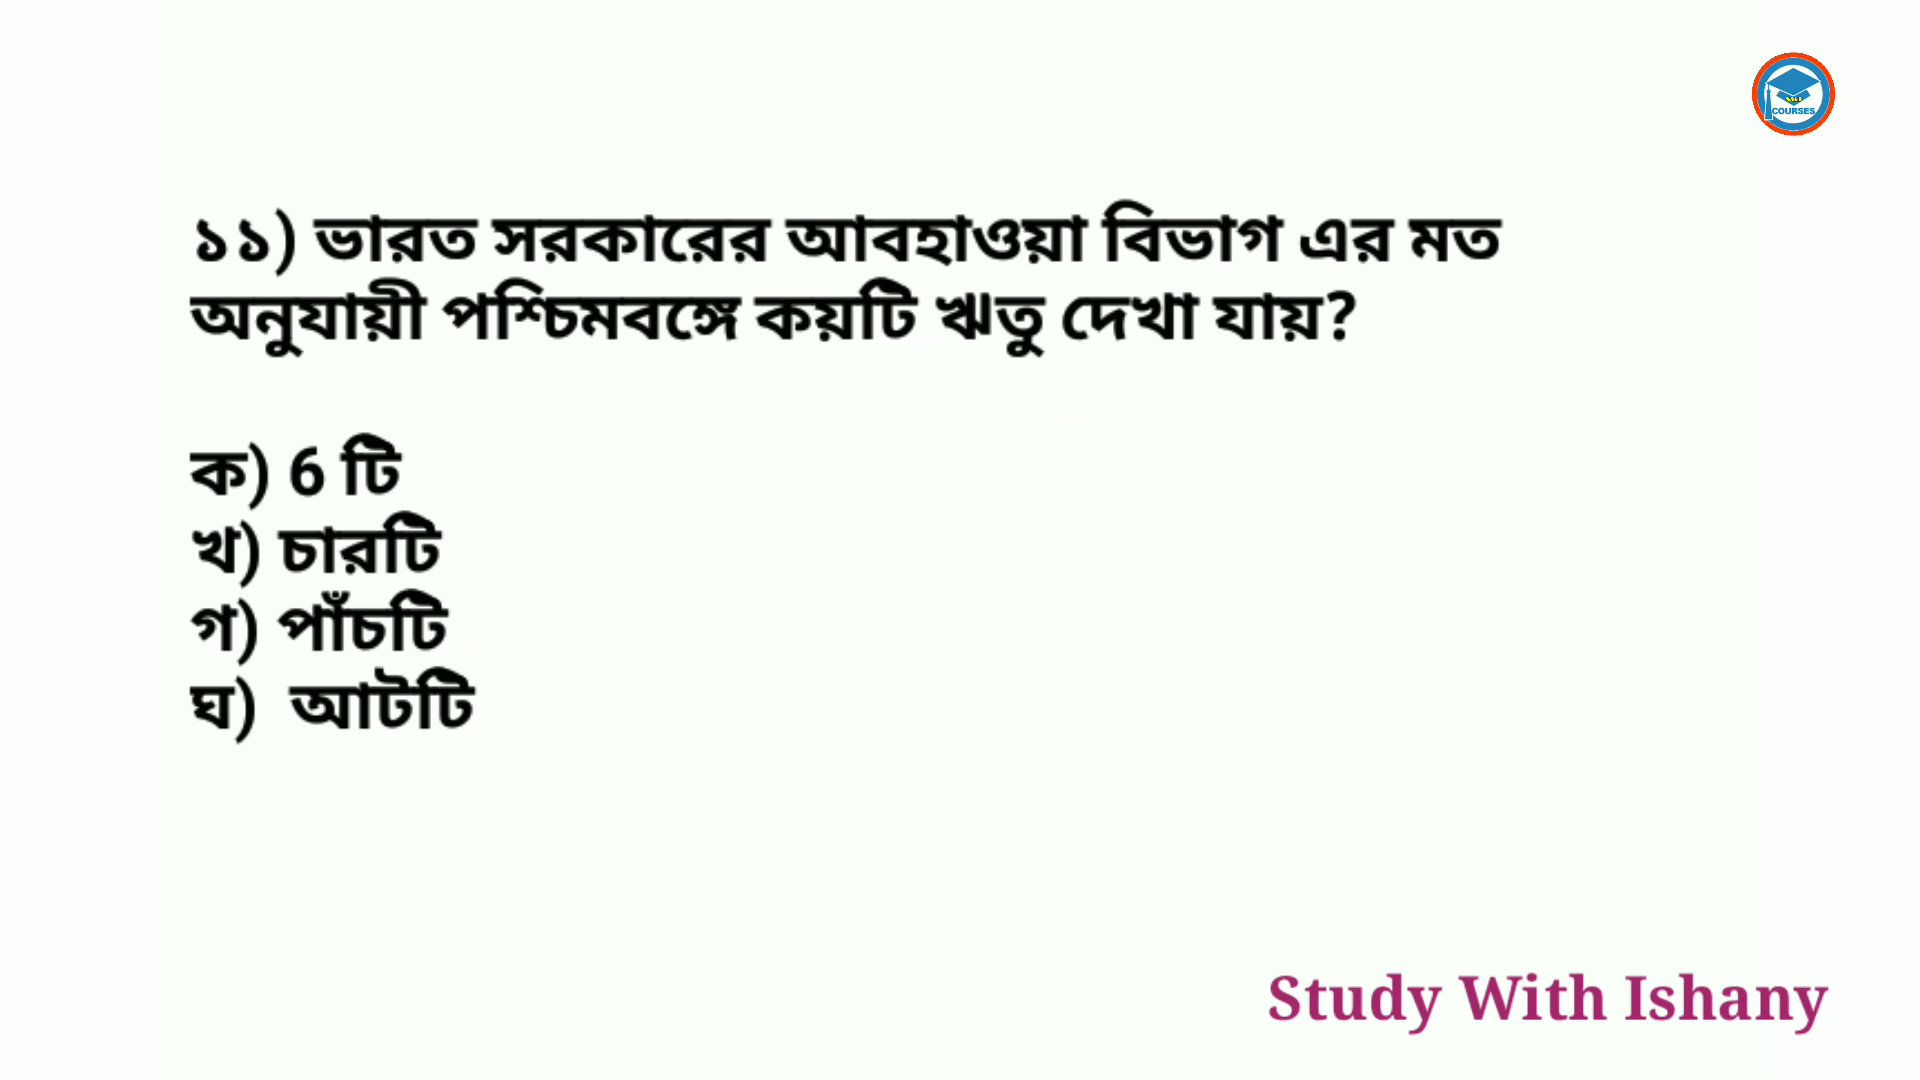 ১১) ভারত সরকারের আবহাওয়া বিভাগ এর মত
অনুযায়ী পশ্চিমবঙ্গে কয়টি ঋতু দেখা যায়?
ক) 6 টি
খ) চারটি
গ) পাঁচটি
ঘ) আটটি
COURSES
Study With Ishany